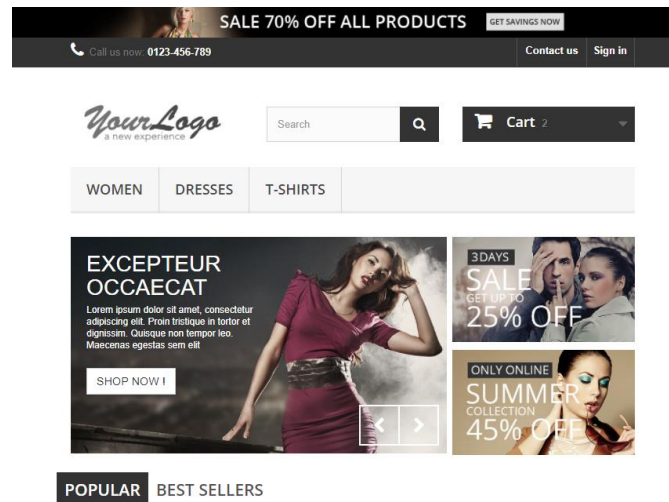 SALE 70% OFF ALL PRODUCTS GET SAVINGS NOW
Call us now: 0123-456-789 Contact us Sign in
YourLogo
a new experience
Search
Cart 2
WOMEN DRESSES T-SHIRTS
EXCEPTEUR
OCCAECAT
Lorem ipsum dolor sit amet, consectetur
adipiscing elit. Proin tristique in tortor et
dignissim. Quisque non tempor leo.
Maecenas egestas sem elit
SHOP NOW !
3DAYS
SALE
GET UP TO
25% OFF
ONLY ONLINE
SUMMER
COLLECTION
45% OFF
POPULAR BEST SELLERS